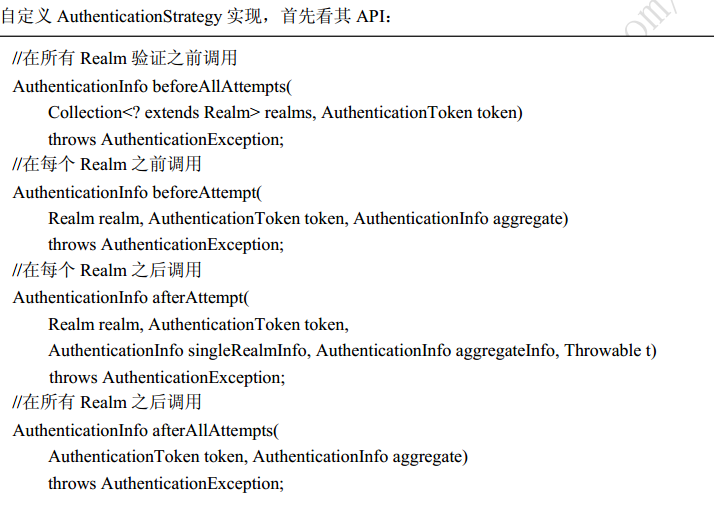 自定义 AuthenticationStrategy 实现，首先看其 API：
//在所有 Realm 验证之前调用
AuthenticationInfo beforeAllAttempts(
Collection<? extends Realm> realms, AuthenticationToken token)
throws AuthenticationException;
//在每个 Realm 之前调用
AuthenticationInfo beforeAttempt(
Realm realm, AuthenticationToken token, AuthenticationInfo aggregate)
throws AuthenticationException;
//在每个 Realm 之后调用
AuthenticationInfo afterAttempt(
Realm realm, AuthenticationToken token,
AuthenticationInfo singleRealmInfo, AuthenticationInfo aggregateInfo, Throwable t)
throws AuthenticationException;
//在所有 Realm 之后调用
AuthenticationInfo afterAllAttempts(
AuthenticationToken token, AuthenticationInfo aggregate)
throws AuthenticationException;
com/